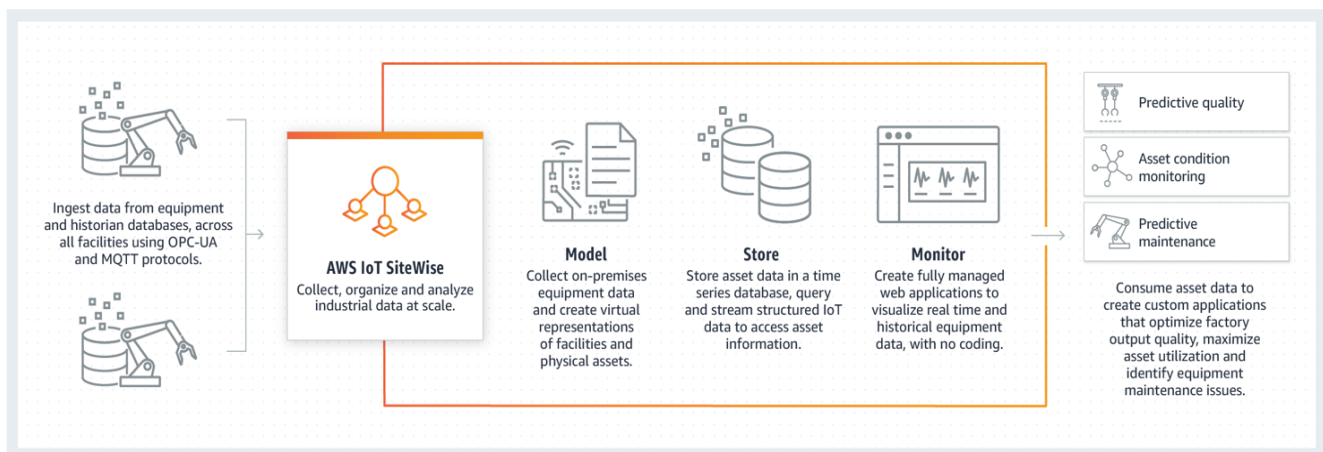 Ingest data from equipment
and historian databases, across
all facilities using OPC-UA
and MQTT protocols.
AWS IoT SiteWise
Collect, organize and analyze
industrial data at scale.
Model
Collect on-premises
equipment data
and create virtual
representations
of facilities and
physical assets.
Store
Store asset data in a time
series database, query
and stream structured IoT
data to access asset
information.
Monitor
Create fully managed
web applications to
visualize real time and
historical equipment
data, with no coding.
Predictive quality
Asset condition
monitoring
Predictive
maintenance
Consume asset data to
create custom applications
that optimize factory
output quality, maximize
asset utilization and
identify equipment
maintenance issues.